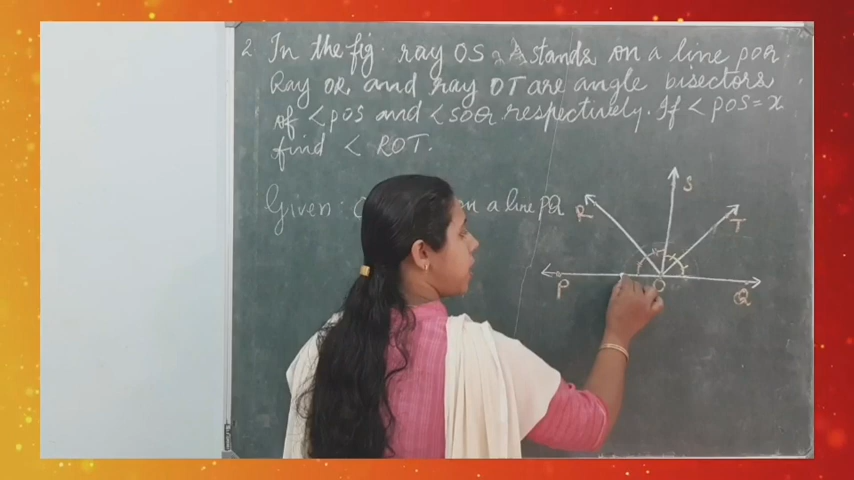 2 In the fig. ray OS stands on a line POQ.
Ray OR, and ray OT are angle bisectors
of <POS and <SOQ respectively. If <POS = x
find < ROT.
Given: on a line PQ
S
R
T
P
O
Q